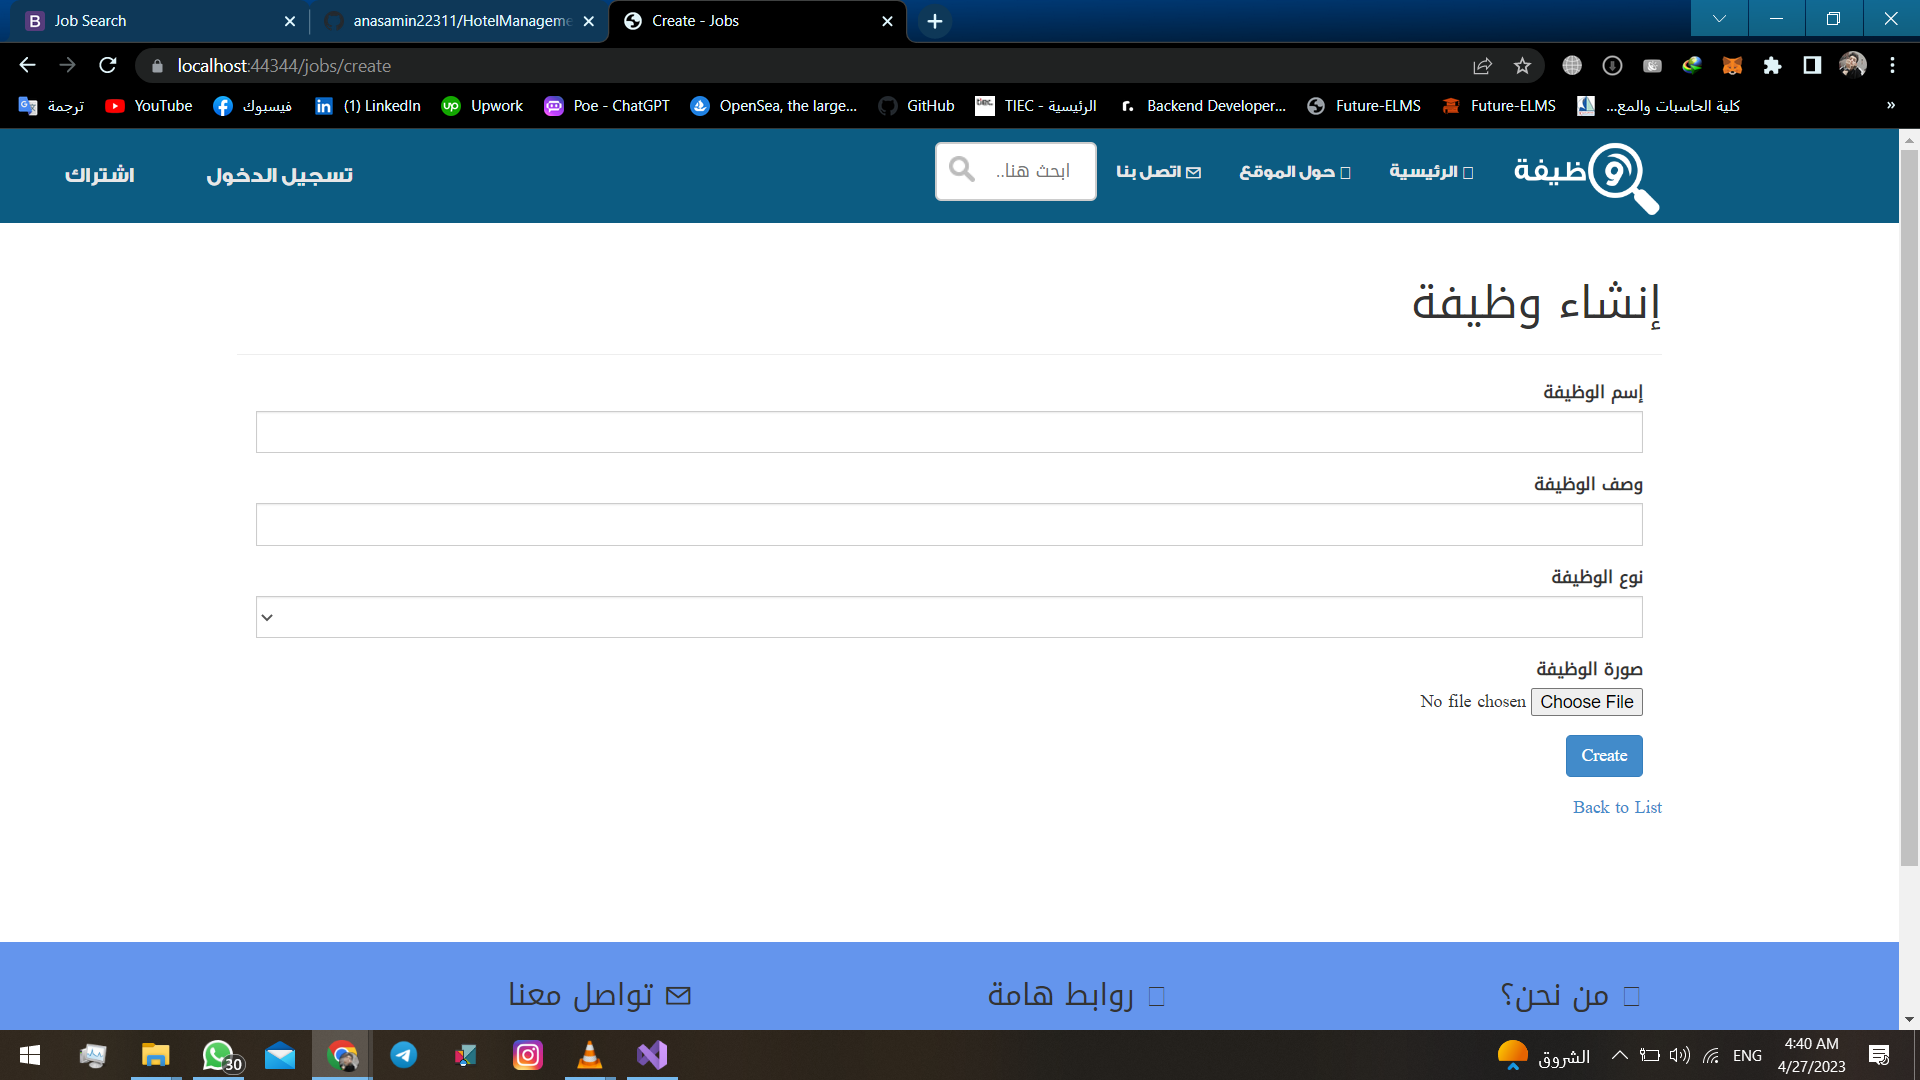 Job Search
anasamin22311/HotelManageme
Create - Jobs
localhost:44344/jobs/create
ترجمة
YouTube
فيسبوك
(1) LinkedIn
Upwork
Poe - ChatGPT
OpenSea, the large...
GitHub
TIEC - الرئيسية
Backend Developer...
Future-ELMS
Future-ELMS
كلية الحاسبات والمع...
»
وظيفة
الرئيسية
حول الموقع
اتصل بنا
ابحث هنا..
تسجيل الدخول
اشتراك
إنشاء وظيفة
إسم الوظيفة
وصف الوظيفة
نوع الوظيفة
صورة الوظيفة
Choose File No file chosen
Create
Back to List
من نحن؟
روابط هامة
تواصل معنا
30
الشروق
ENG
4:40 AM
4/27/2023